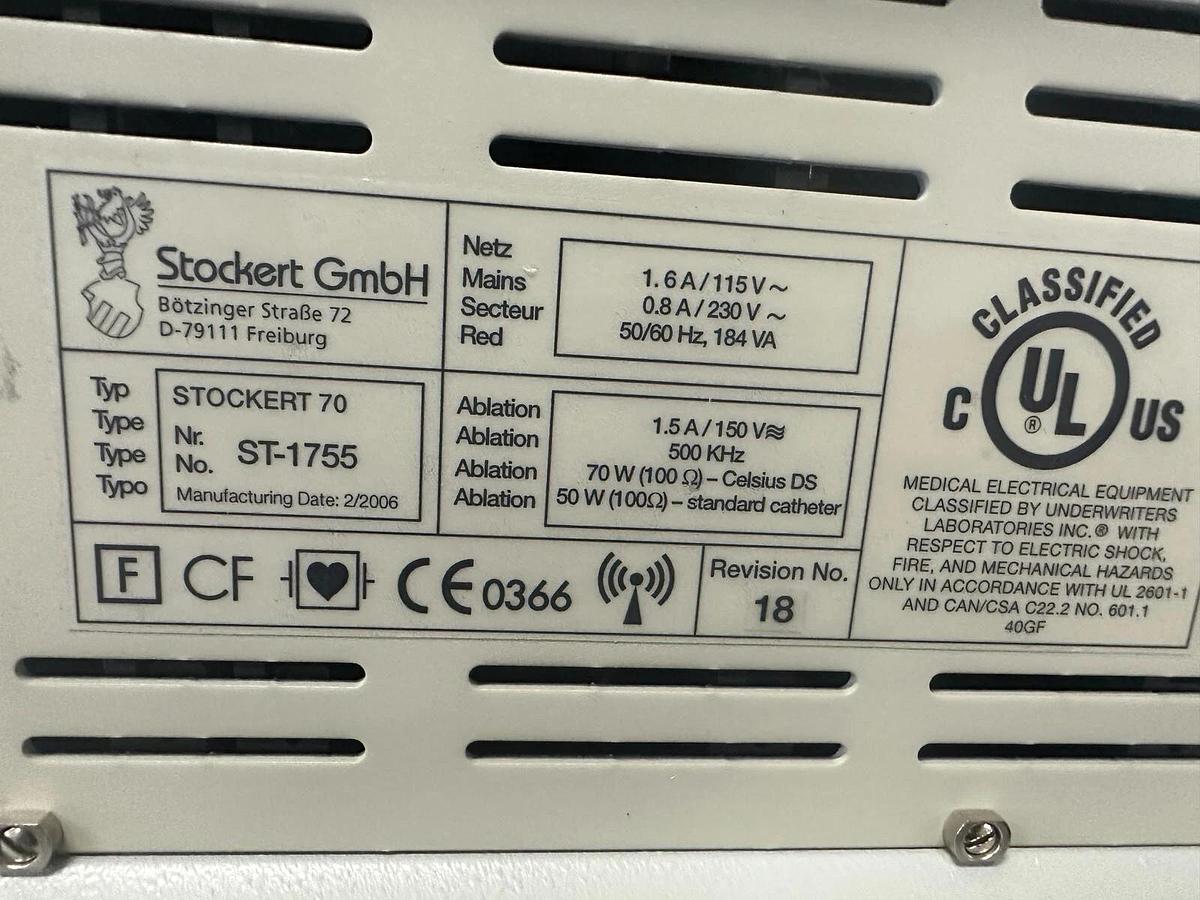 Stockert GmbH
Bötzinger Straße 72
D-79111 Freiburg
Netz
Mains
Secteur
Red
1.6 A / 115 V ~
0.8 A / 230 V ~
50/60 Hz, 184 VA
Typ
Type
Type
Typo
STOCKERT 70
Nr.
No.
ST-1755
Manufacturing Date: 2/2006
Ablation
Ablation
Ablation
Ablation
1.5 A / 150 V≋
500 KHz
70 W (100 Ω) – Celsius DS
50 W (100Ω) – standard catheter
F
CF
CE 0366
Revision No.
18
CLASSIFIED
C UL ® US
MEDICAL ELECTRICAL EQUIPMENT
CLASSIFIED BY UNDERWRITERS
LABORATORIES INC.® WITH
RESPECT TO ELECTRIC SHOCK,
FIRE, AND MECHANICAL HAZARDS
ONLY IN ACCORDANCE WITH UL 2601-1
AND CAN/CSA C22.2 NO. 601.1
40GF